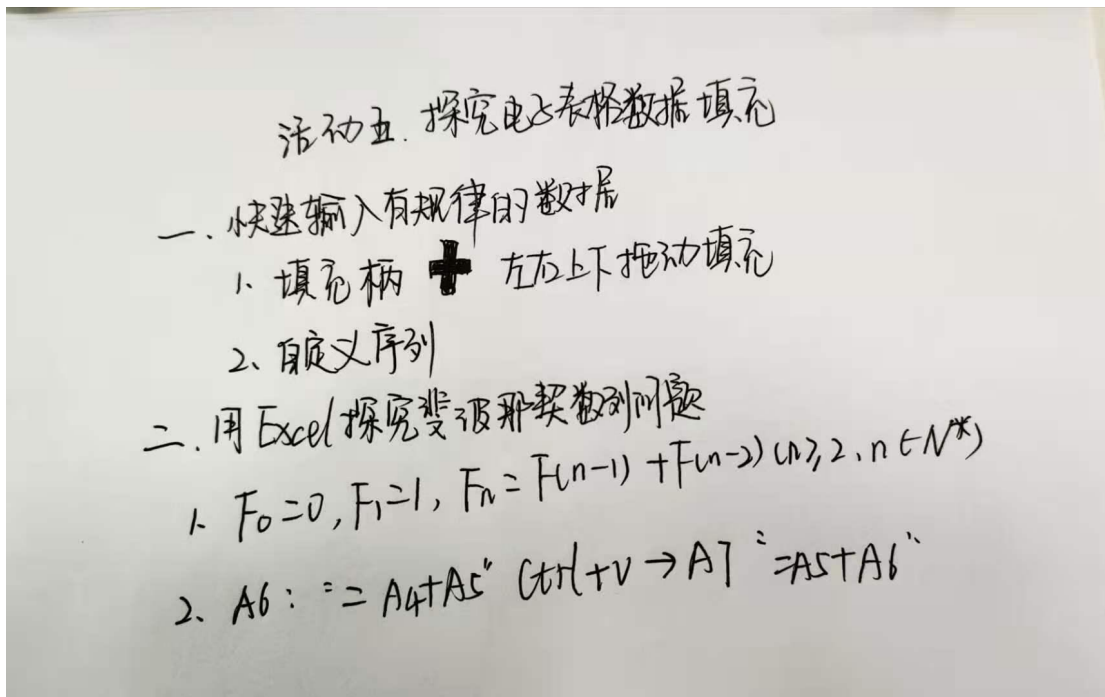 活动五.探究电子表格数据填充
一、快速输入有规律的数据
1、填充柄 ✚ 左右上下拖动填充
2、自定义序列
二、用Excel探究斐波那契数列问题
1、F₀=0,F₁=1,Fn=F(n-1)+F(n-2)(n≥2,n∈N*)
2、A6:"=A4+A5" Ctrl+V→A7"=A5+A6"